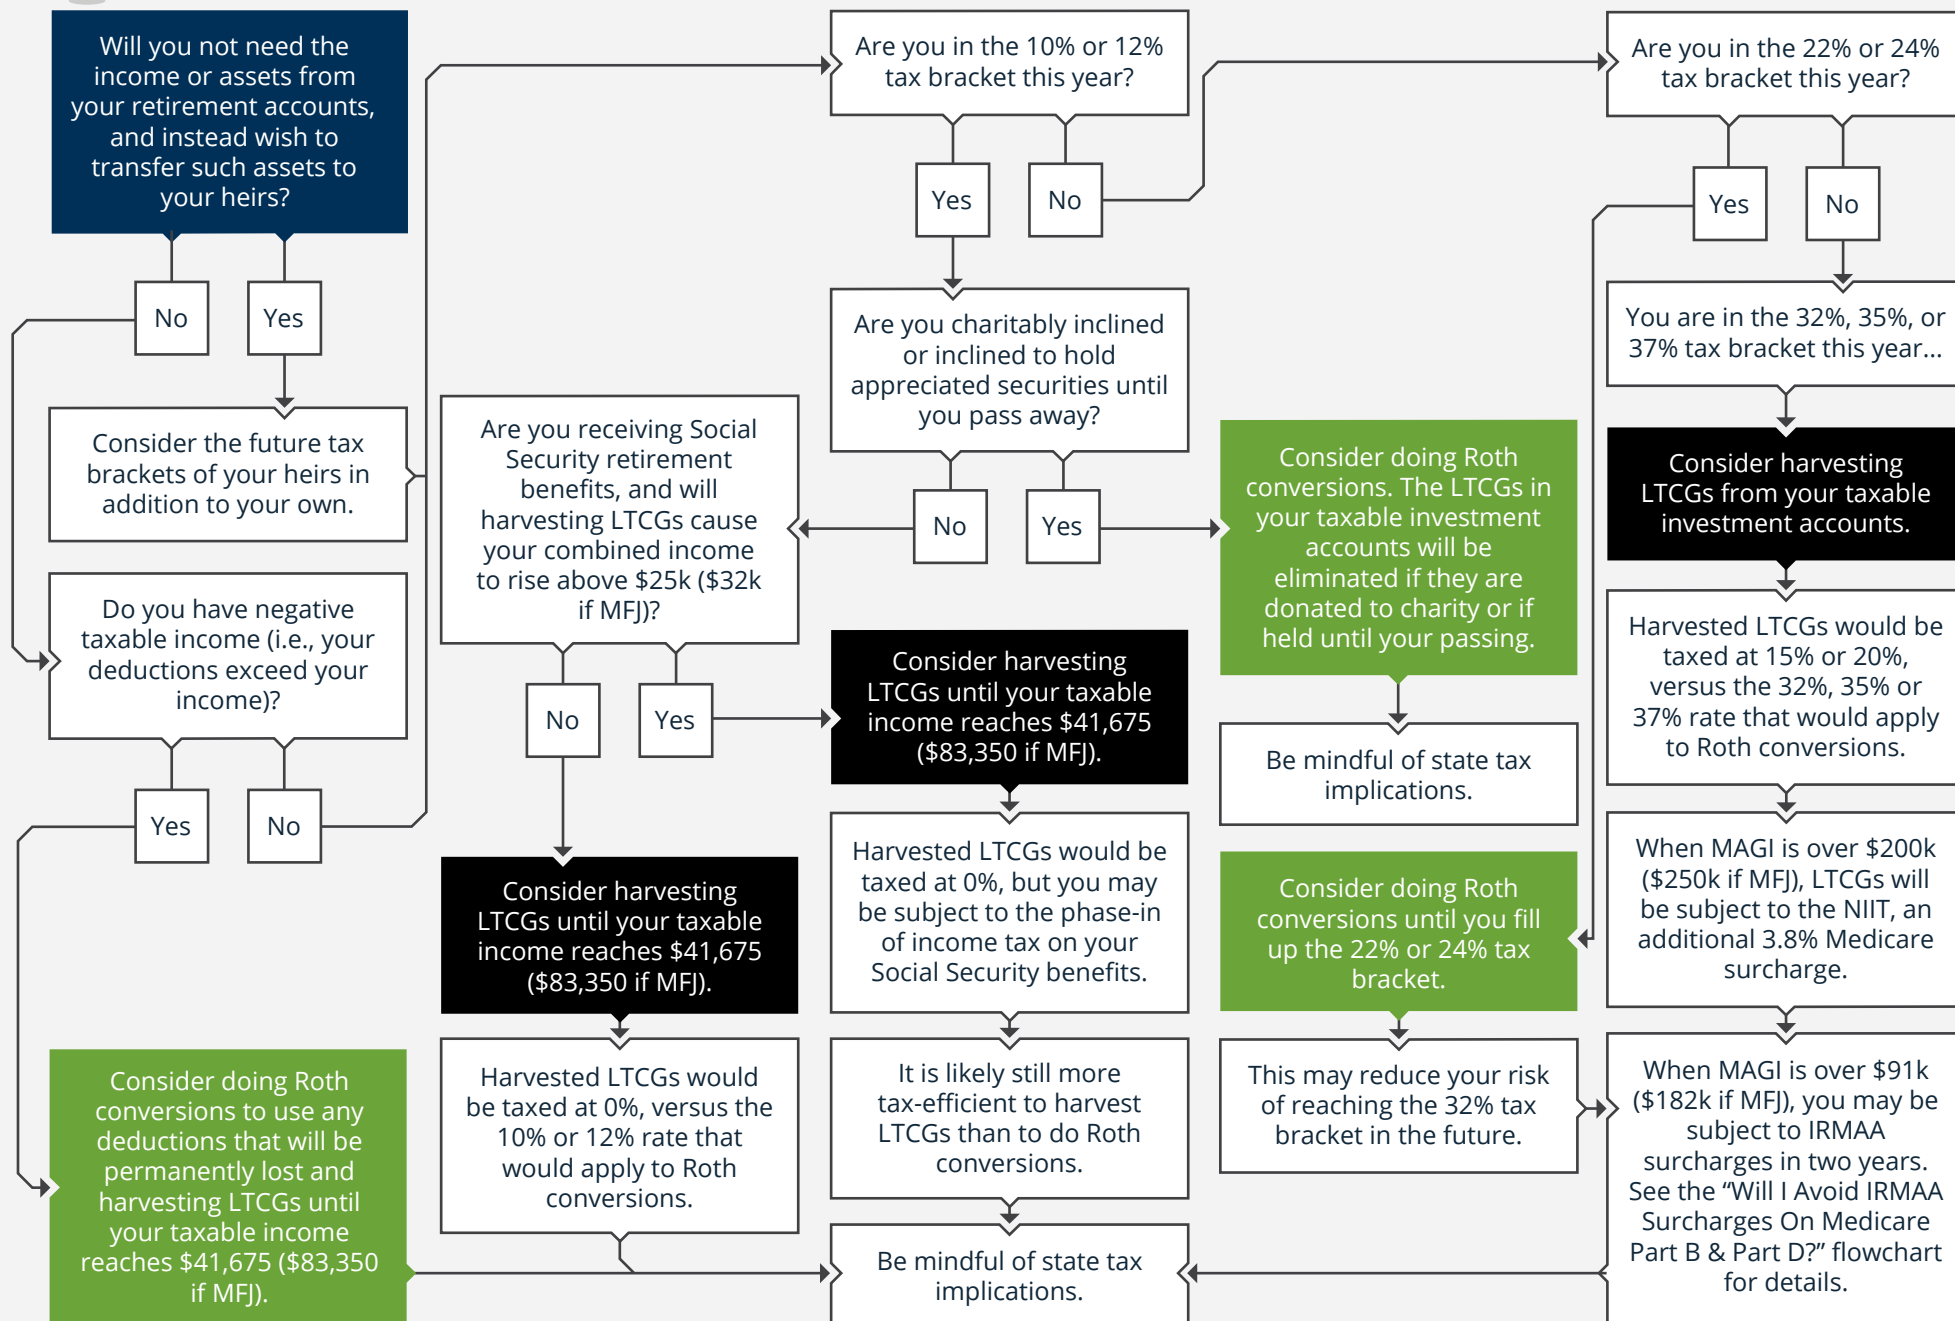 Will you not need the
income or assets from
your retirement accounts,
and instead wish to
transfer such assets to
your heirs?
No
Yes
Consider the future tax
brackets of your heirs in
addition to your own.
Do you have negative
taxable income (i.e., your
deductions exceed your
income)?
Yes
No
Consider doing Roth
conversions to use any
deductions that will be
permanently lost and
harvesting LTCGs until
your taxable income
reaches $41,675 ($83,350
if MFJ).
Are you in the 10% or 12%
tax bracket this year?
Yes
No
Are you charitably inclined
or inclined to hold
appreciated securities until
you pass away?
No
Yes
Are you receiving Social
Security retirement
benefits, and will
harvesting LTCGs cause
your combined income
to rise above $25k ($32k
if MFJ)?
No
Yes
Consider harvesting
LTCGs until your taxable
income reaches $41,675
($83,350 if MFJ).
Harvested LTCGs would
be taxed at 0%, versus the
10% or 12% rate that
would apply to Roth
conversions.
Consider harvesting
LTCGs until your taxable
income reaches $41,675
($83,350 if MFJ).
Harvested LTCGs would be
taxed at 0%, but you may
be subject to the phase-in
of income tax on your
Social Security benefits.
It is likely still more
tax-efficient to harvest
LTCGs than to do Roth
conversions.
Be mindful of state tax
implications.
Consider doing Roth
conversions. The LTCGs in
your taxable investment
accounts will be
eliminated if they are
donated to charity or if
held until your passing.
Be mindful of state tax
implications.
Consider doing Roth
conversions until you fill
up the 22% or 24% tax
bracket.
This may reduce your risk
of reaching the 32% tax
bracket in the future.
Are you in the 22% or 24%
tax bracket this year?
Yes
No
You are in the 32%, 35%, or
37% tax bracket this year...
Consider harvesting
LTCGs from your taxable
investment accounts.
Harvested LTCGs would be
taxed at 15% or 20%,
versus the 32%, 35% or
37% rate that would apply
to Roth conversions.
When MAGI is over $200k
($250k if MFJ), LTCGs will
be subject to the NIIT, an
additional 3.8% Medicare
surcharge.
When MAGI is over $91k
($182k if MFJ), you may be
subject to IRMAA
surcharges in two years.
See the “Will I Avoid IRMAA
Surcharges On Medicare
Part B & Part D?” flowchart
for details.